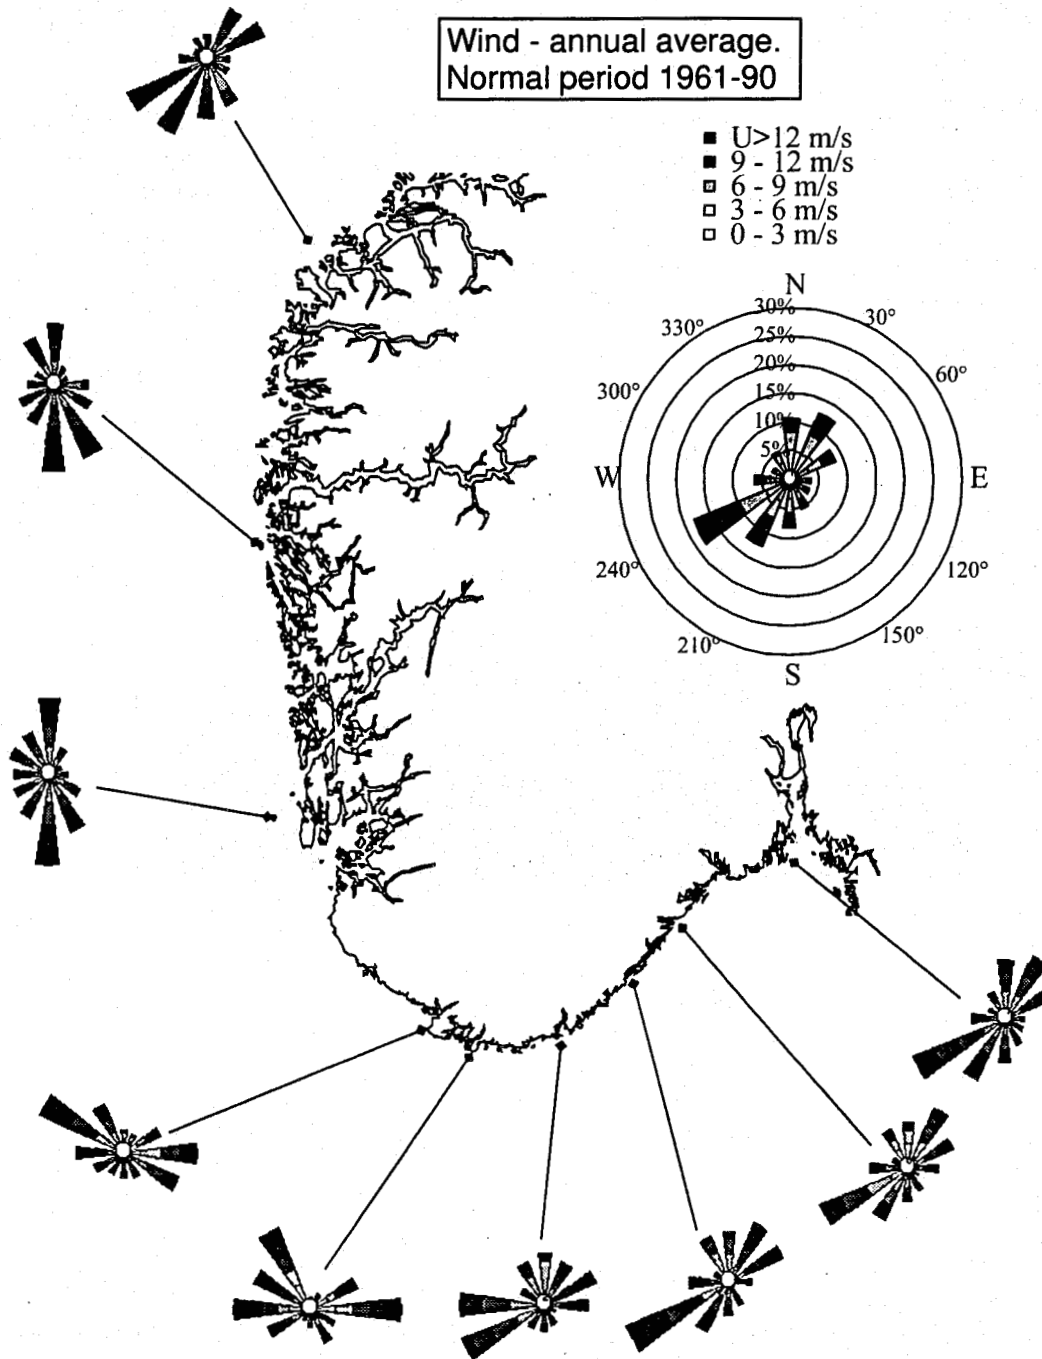 Wind - annual average.
Normal period 1961-90
U>12 m/s
9 - 12 m/s
6 - 9 m/s
3 - 6 m/s
0 - 3 m/s
N
30%
330°
30°
25%
20%
300°
60°
15%
10%
5%
W
E
240°
120°
210°
150°
S